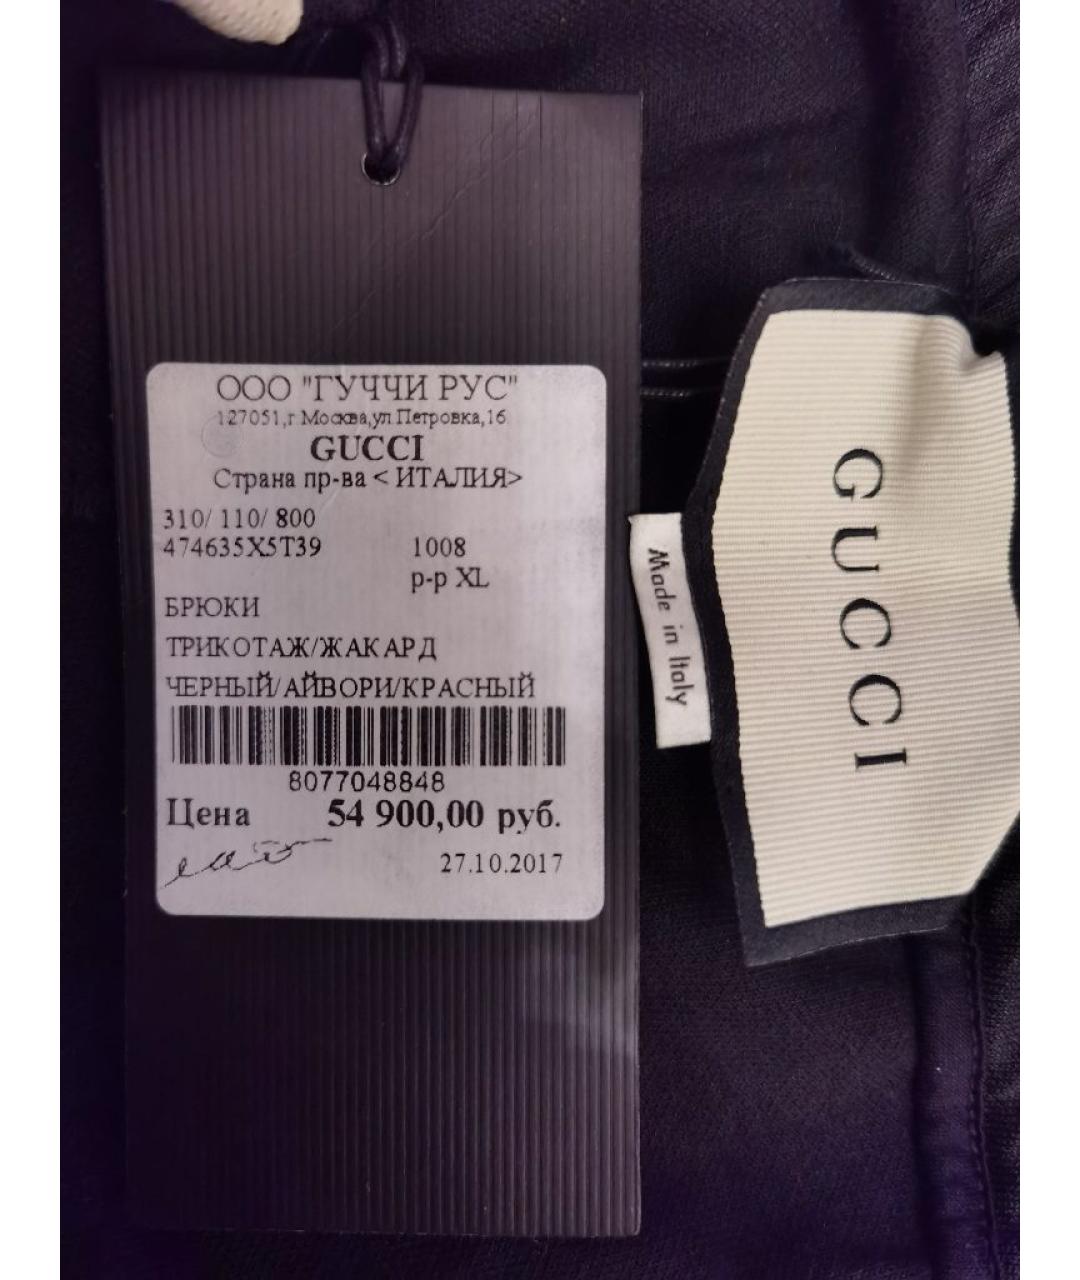 ООО "ГУЧЧИ РУС"
127051,г.Москва,ул.Петровка,16
GUCCI
Страна пр-ва < ИТАЛИЯ>
310/ 110/ 800
474635X5T39 1008
р-р XL
БРЮКИ
ТРИКОТАЖ/ЖАКАРД
ЧЕРНЫЙ/АЙВОРИ/КРАСНЫЙ
8077048848
Цена 54 900,00 руб.
27.10.2017
Made in Italy
GUCCI